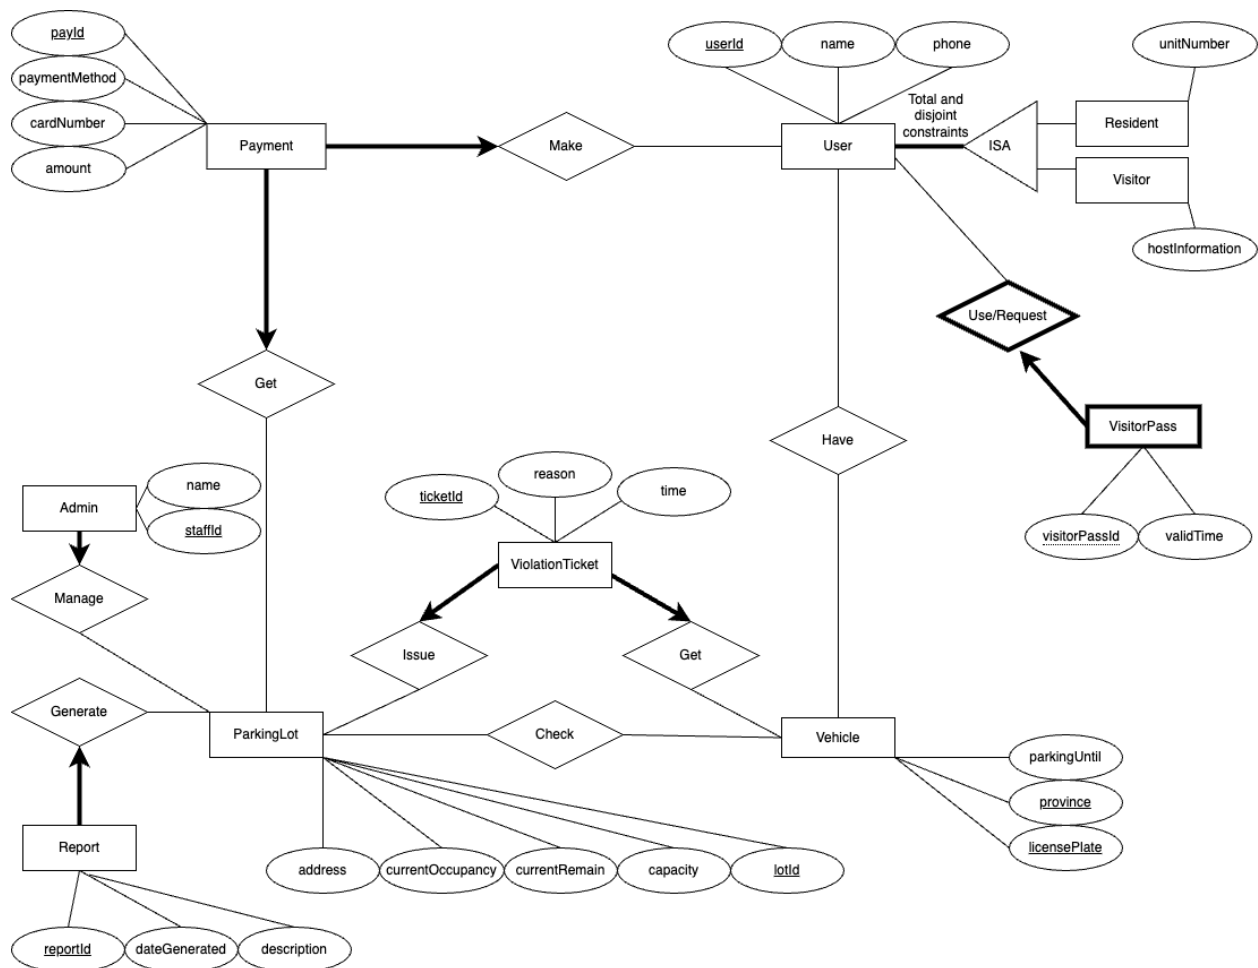 payId
paymentMethod
cardNumber
amount
Payment
Make
userId
name
phone
User
Total and
disjoint
constraints
ISA
unitNumber
Resident
Visitor
hostInformation
Use/Request
VisitorPass
visitorPassId
validTime
Get
Have
Admin
name
staffId
Manage
ticketId
reason
time
ViolationTicket
Issue
Get
Generate
ParkingLot
Check
Vehicle
parkingUntil
province
licensePlate
Report
address
currentOccupancy
currentRemain
capacity
lotId
reportId
dateGenerated
description